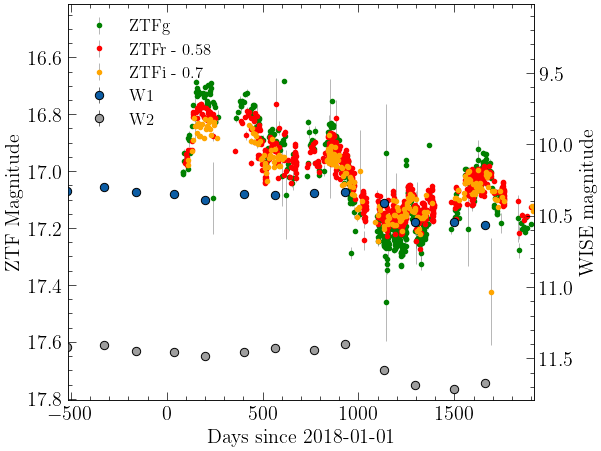 ZTFg
ZTFr - 0.58
ZTFi - 0.7
W1
W2
16.6
16.8
17.0
17.2
17.4
17.6
17.8
ZTF Magnitude
9.5
10.0
10.5
11.0
11.5
WISE magnitude
−500 0 500 1000 1500
Days since 2018-01-01